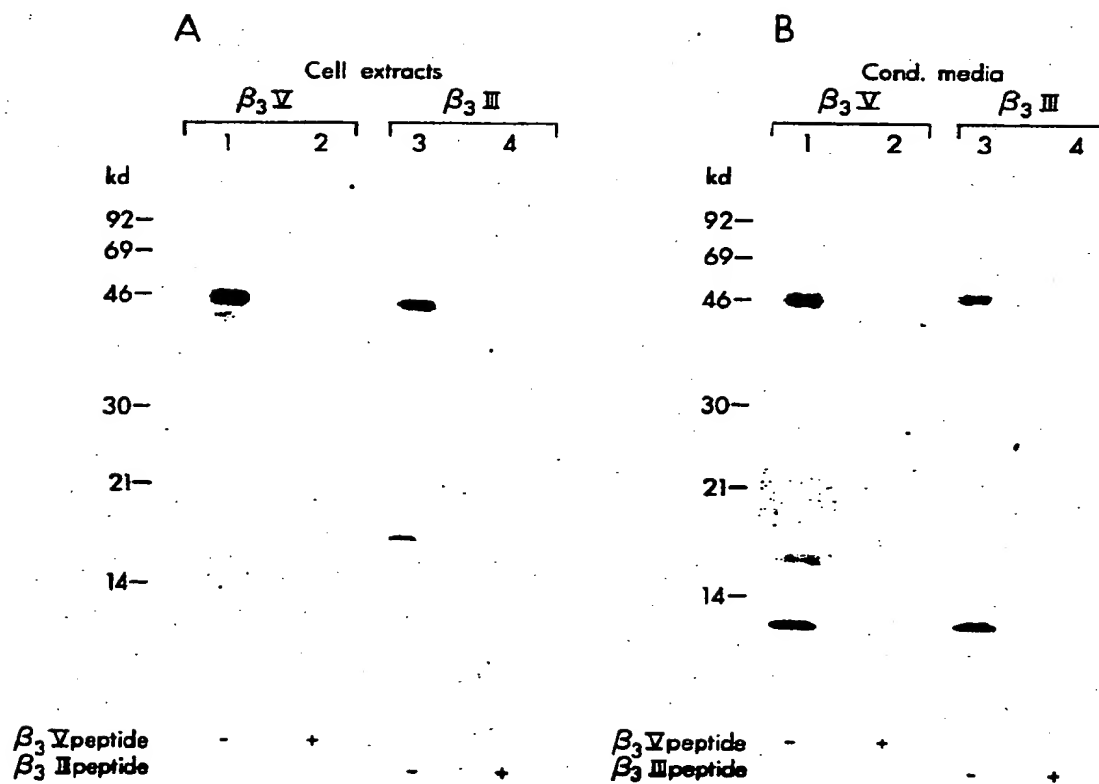 A
Cell extracts
β₃ V β₃ III
1 2 3 4
kd
92–
69–
46–
30–
21–
14–
β₃ V peptide - +
β₃ III peptide - +
B
Cond. media
β₃ V β₃ III
1 2 3 4
kd
92–
69–
46–
30–
21–
14–
β₃ V peptide - +
β₃ III peptide - +